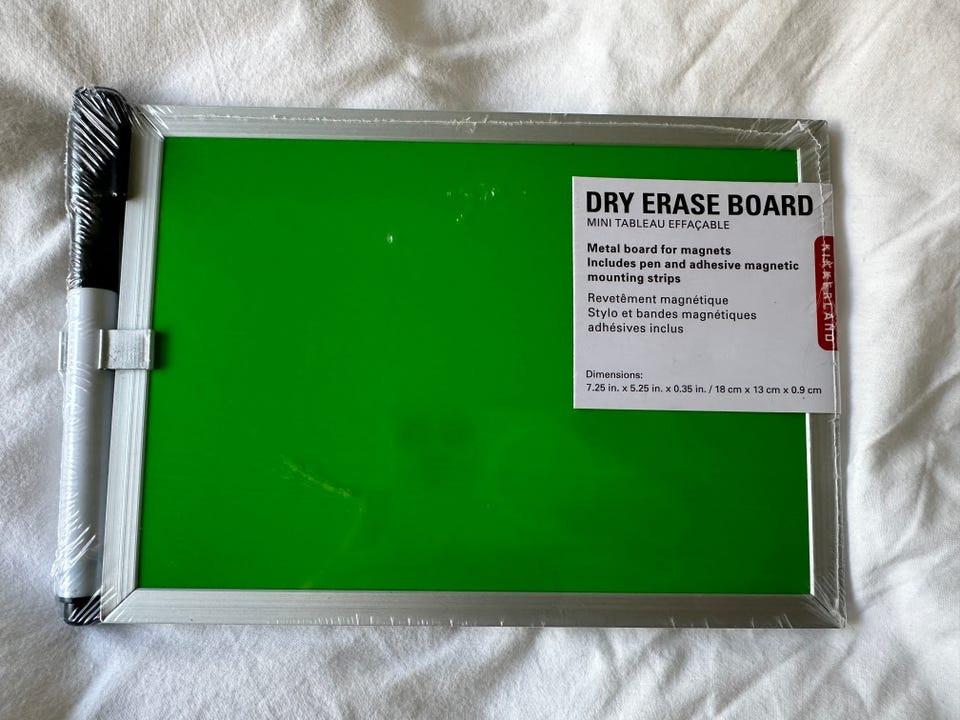 DRY ERASE BOARD
MINI TABLEAU EFFAÇABLE
Metal board for magnets
Includes pen and adhesive magnetic
mounting strips
Revetêment magnétique
Stylo et bandes magnétiques
adhésives inclus
Dimensions:
7.25 in. x 5.25 in. x 0.35 in. / 18 cm x 13 cm x 0.9 cm
KIKKERLAND